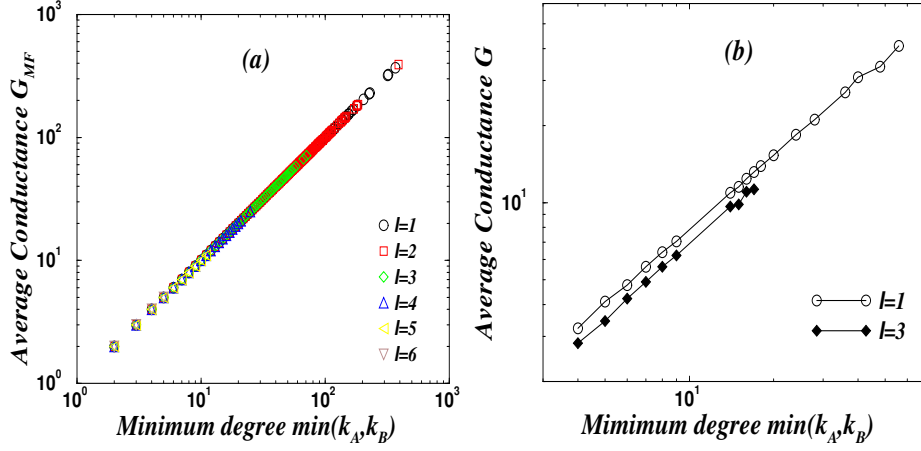 (a)
Average Conductance G_MF
10^3
10^2
10^1
10^0
10^0 10^1 10^2 10^3
Minimum degree min(k_A,k_B)
l=1
l=2
l=3
l=4
l=5
l=6
(b)
Average Conductance G
10^1
10^1
Mimimum degree min(k_A,k_B)
l=1
l=3